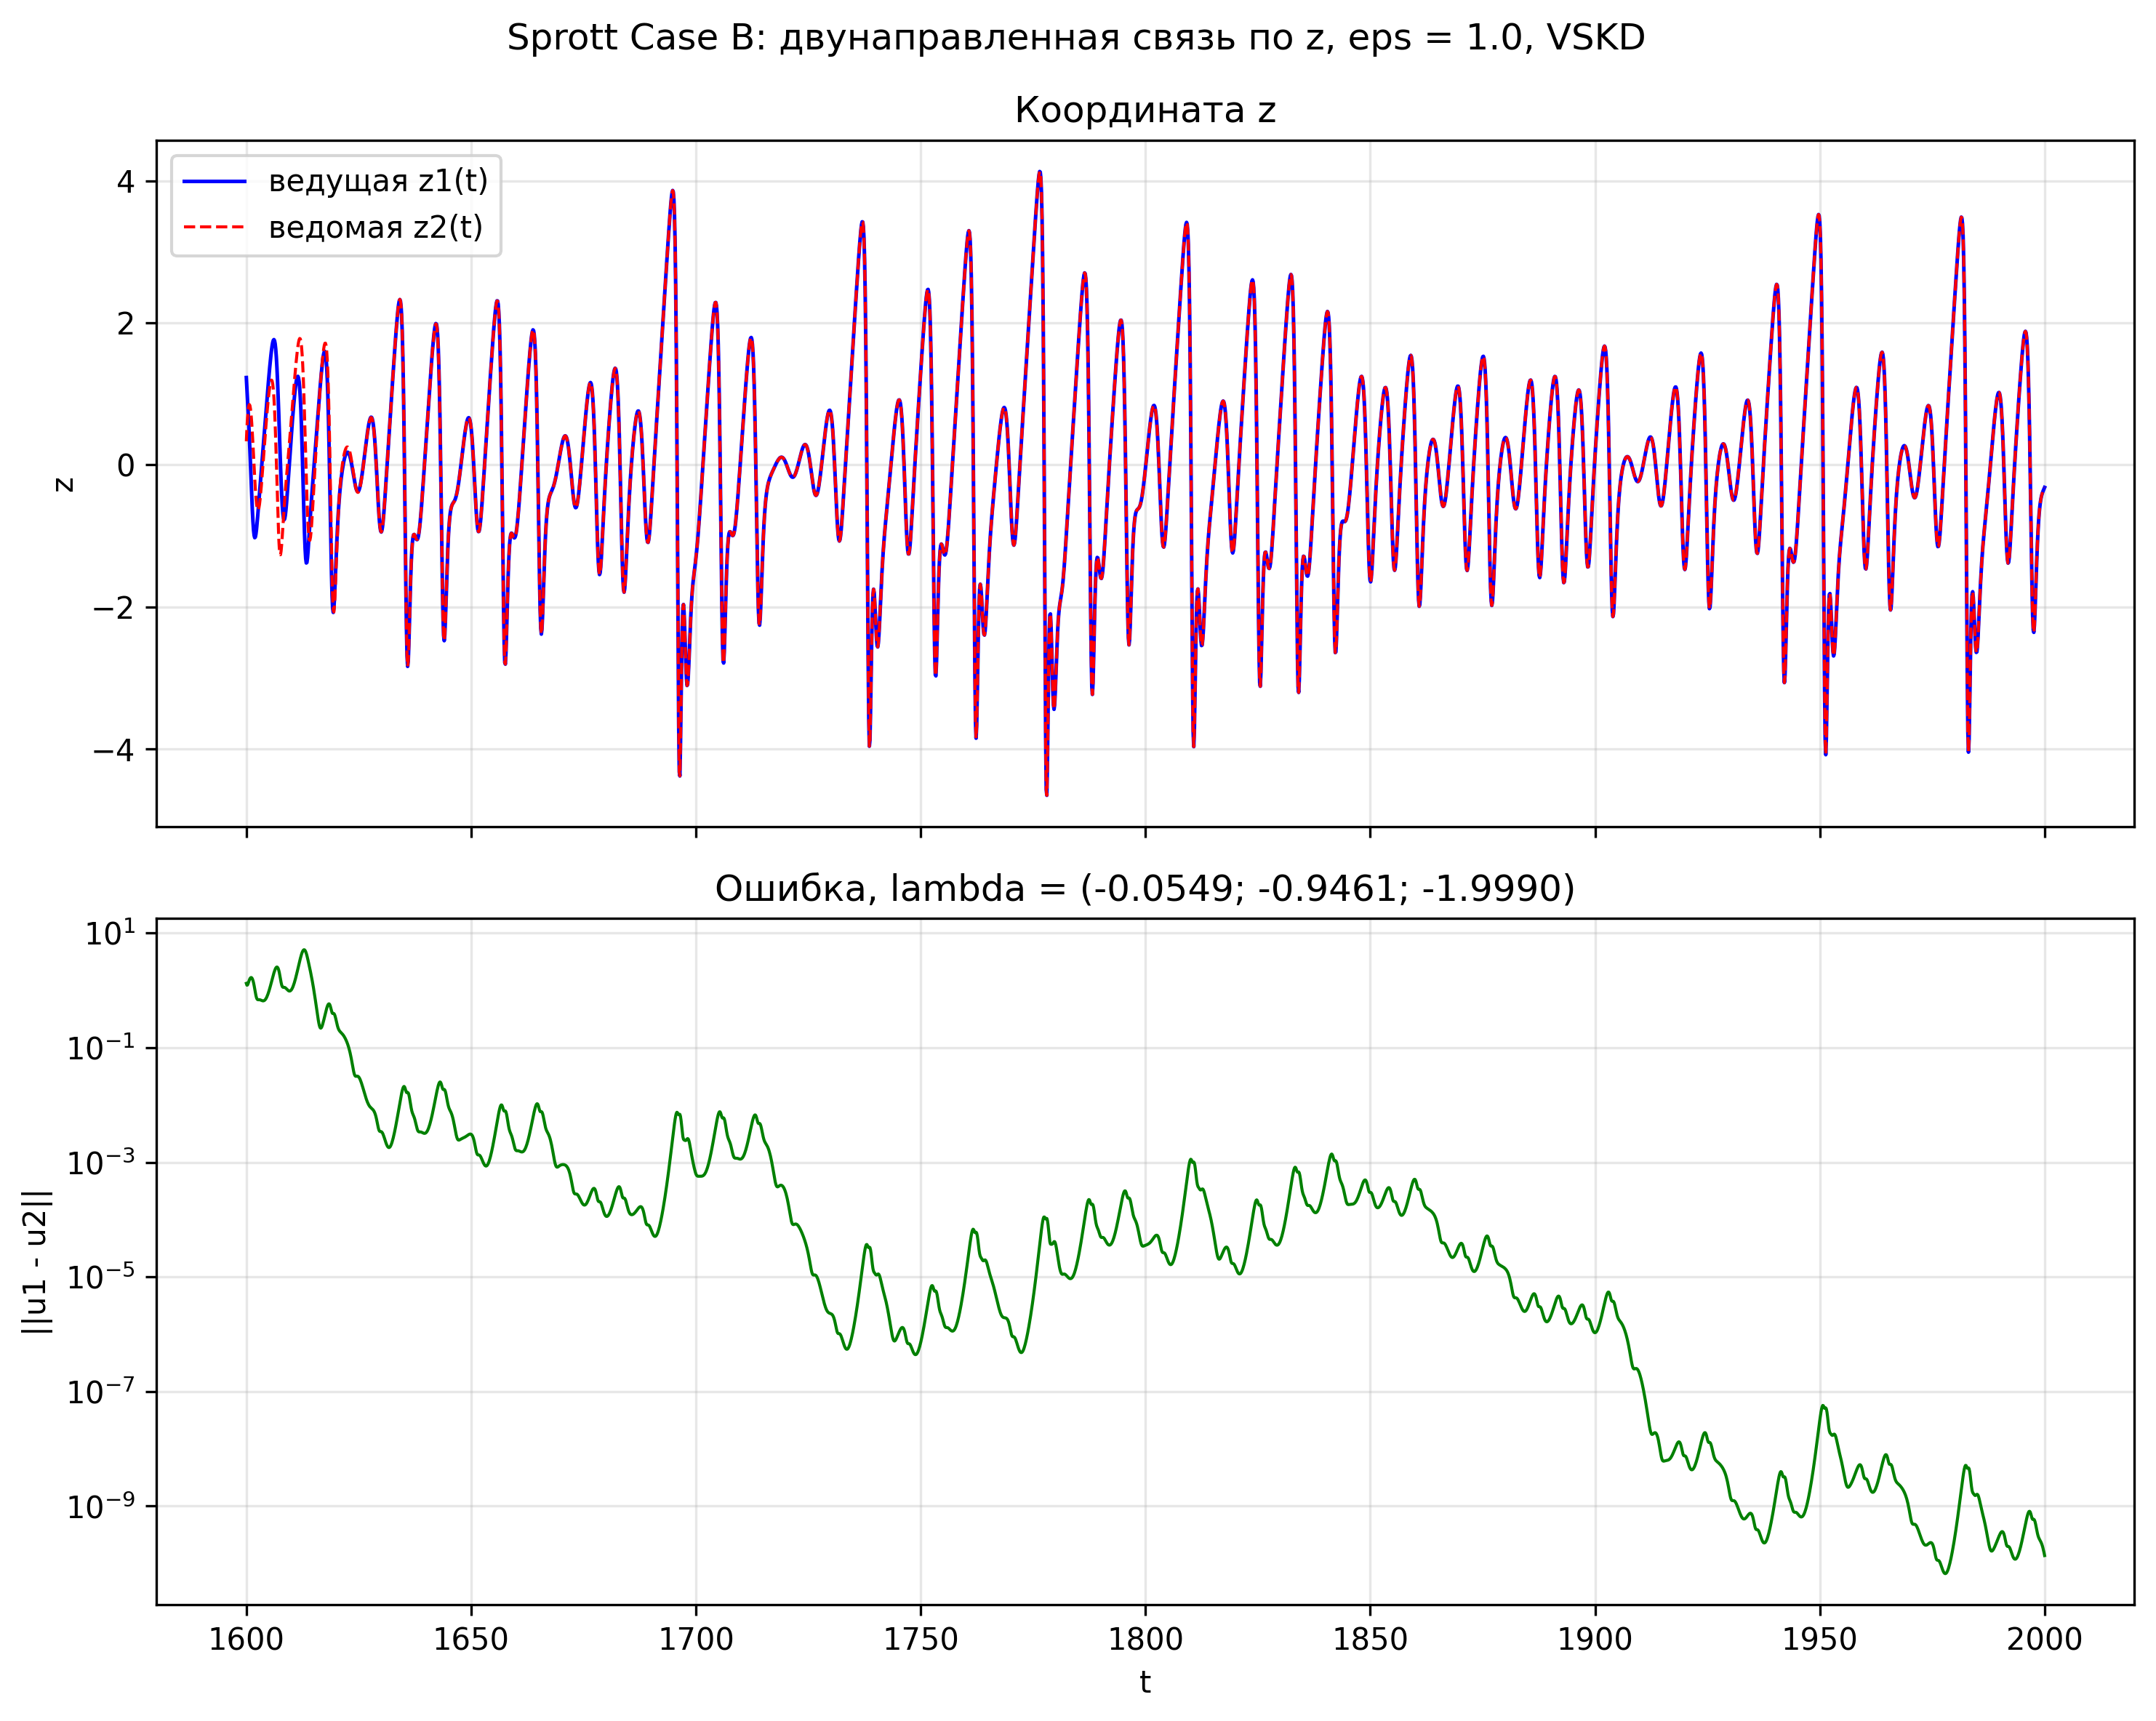 Sprott Case B: двунаправленная связь по z, eps = 1.0, VSKD
Координата z
ведущая z1(t)
ведомая z2(t)
4
2
0
−2
−4
z
Ошибка, lambda = (-0.0549; -0.9461; -1.9990)
10¹
10⁻¹
10⁻³
10⁻⁵
10⁻⁷
10⁻⁹
||u1 - u2||
1600 1650 1700 1750 1800 1850 1900 1950 2000
t